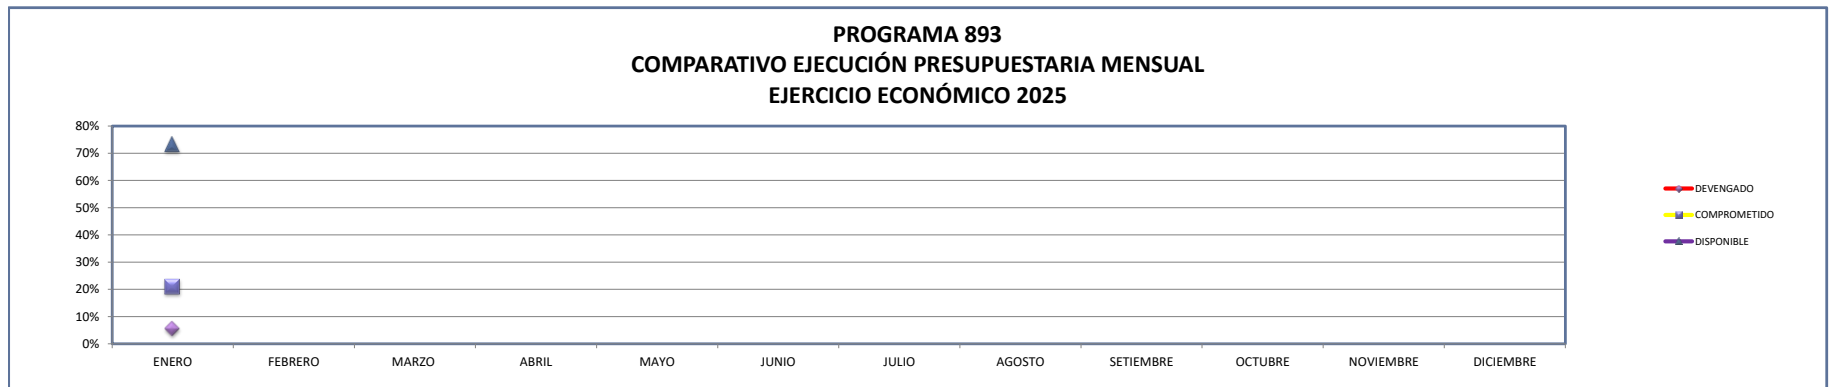 PROGRAMA 893
COMPARATIVO EJECUCIÓN PRESUPUESTARIA MENSUAL
EJERCICIO ECONÓMICO 2025
80%
70%
60%
50%
40%
30%
20%
10%
0%
ENERO FEBRERO MARZO ABRIL MAYO JUNIO JULIO AGOSTO SETIEMBRE OCTUBRE NOVIEMBRE DICIEMBRE
DEVENGADO
COMPROMETIDO
DISPONIBLE